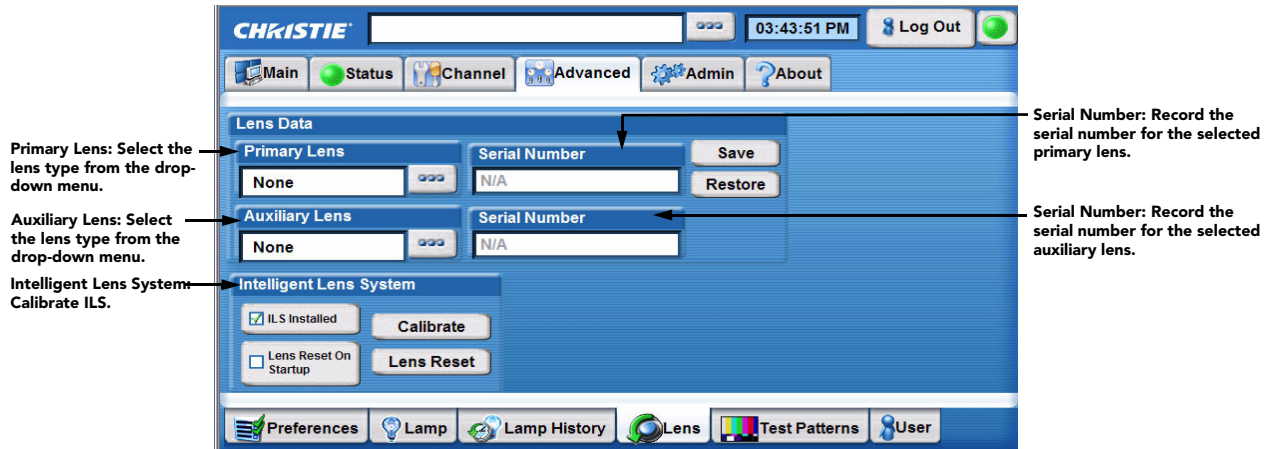 CHRISTIE
03:43:51 PM
Log Out
Main
Status
Channel
Advanced
Admin
About
Lens Data
Primary Lens: Select the
lens type from the drop-
down menu.
Primary Lens
None
Serial Number
N/A
Save
Restore
Serial Number: Record the
serial number for the selected
primary lens.
Auxiliary Lens: Select
the lens type from the
drop-down menu.
Auxiliary Lens
None
Serial Number
N/A
Serial Number: Record the
serial number for the selected
auxiliary lens.
Intelligent Lens System:
Calibrate ILS.
Intelligent Lens System
ILS Installed
Calibrate
Lens Reset On
Startup
Lens Reset
Preferences
Lamp
Lamp History
Lens
Test Patterns
User